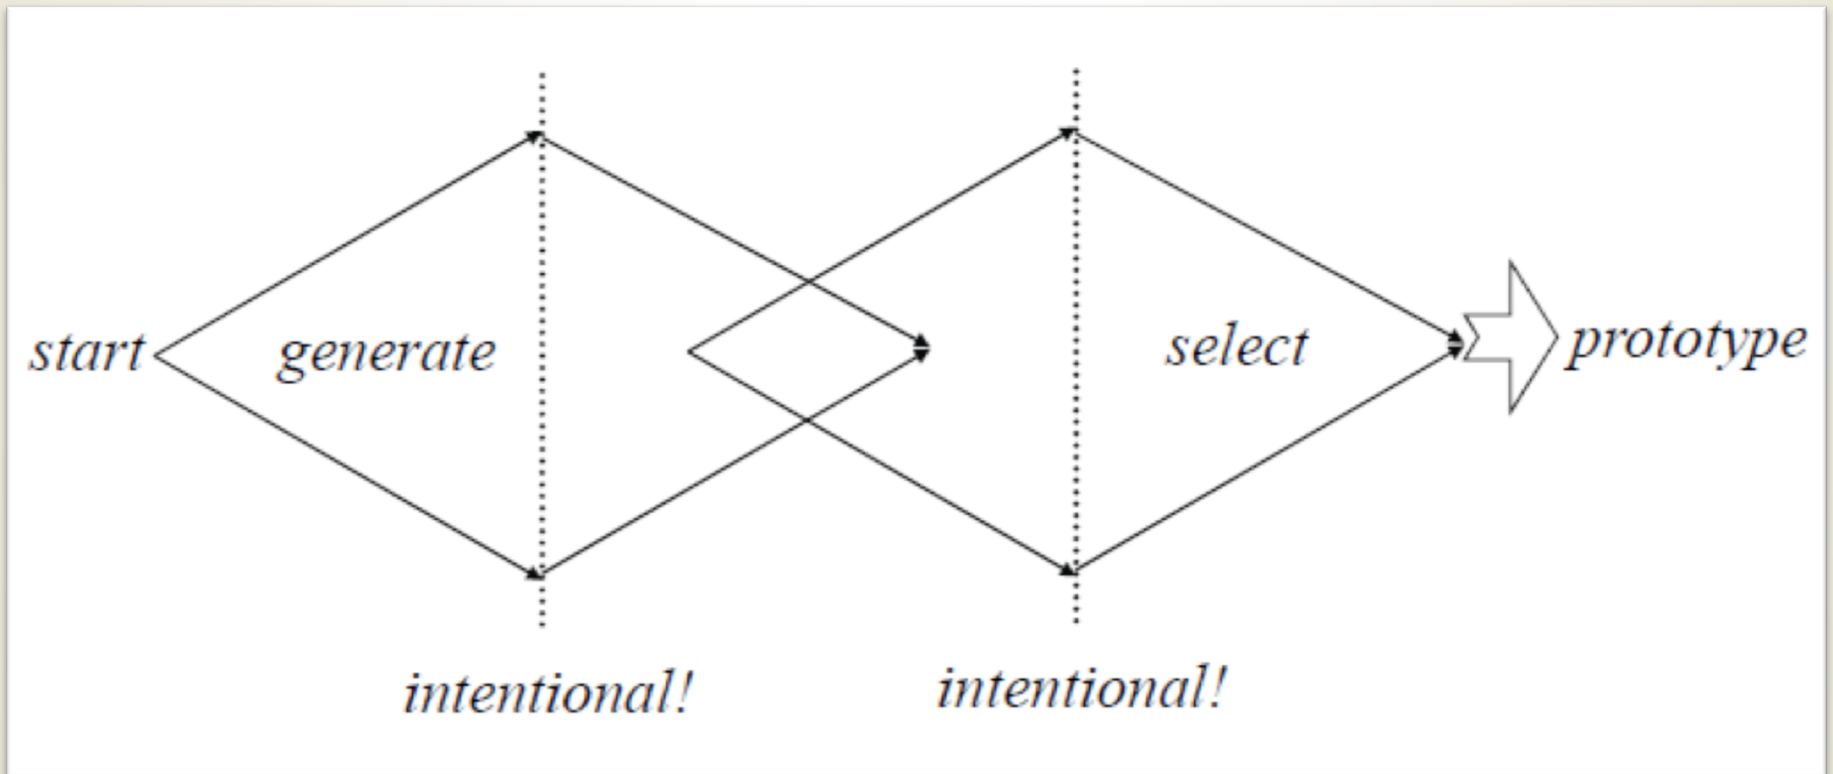 start
generate
select
prototype
intentional!
intentional!